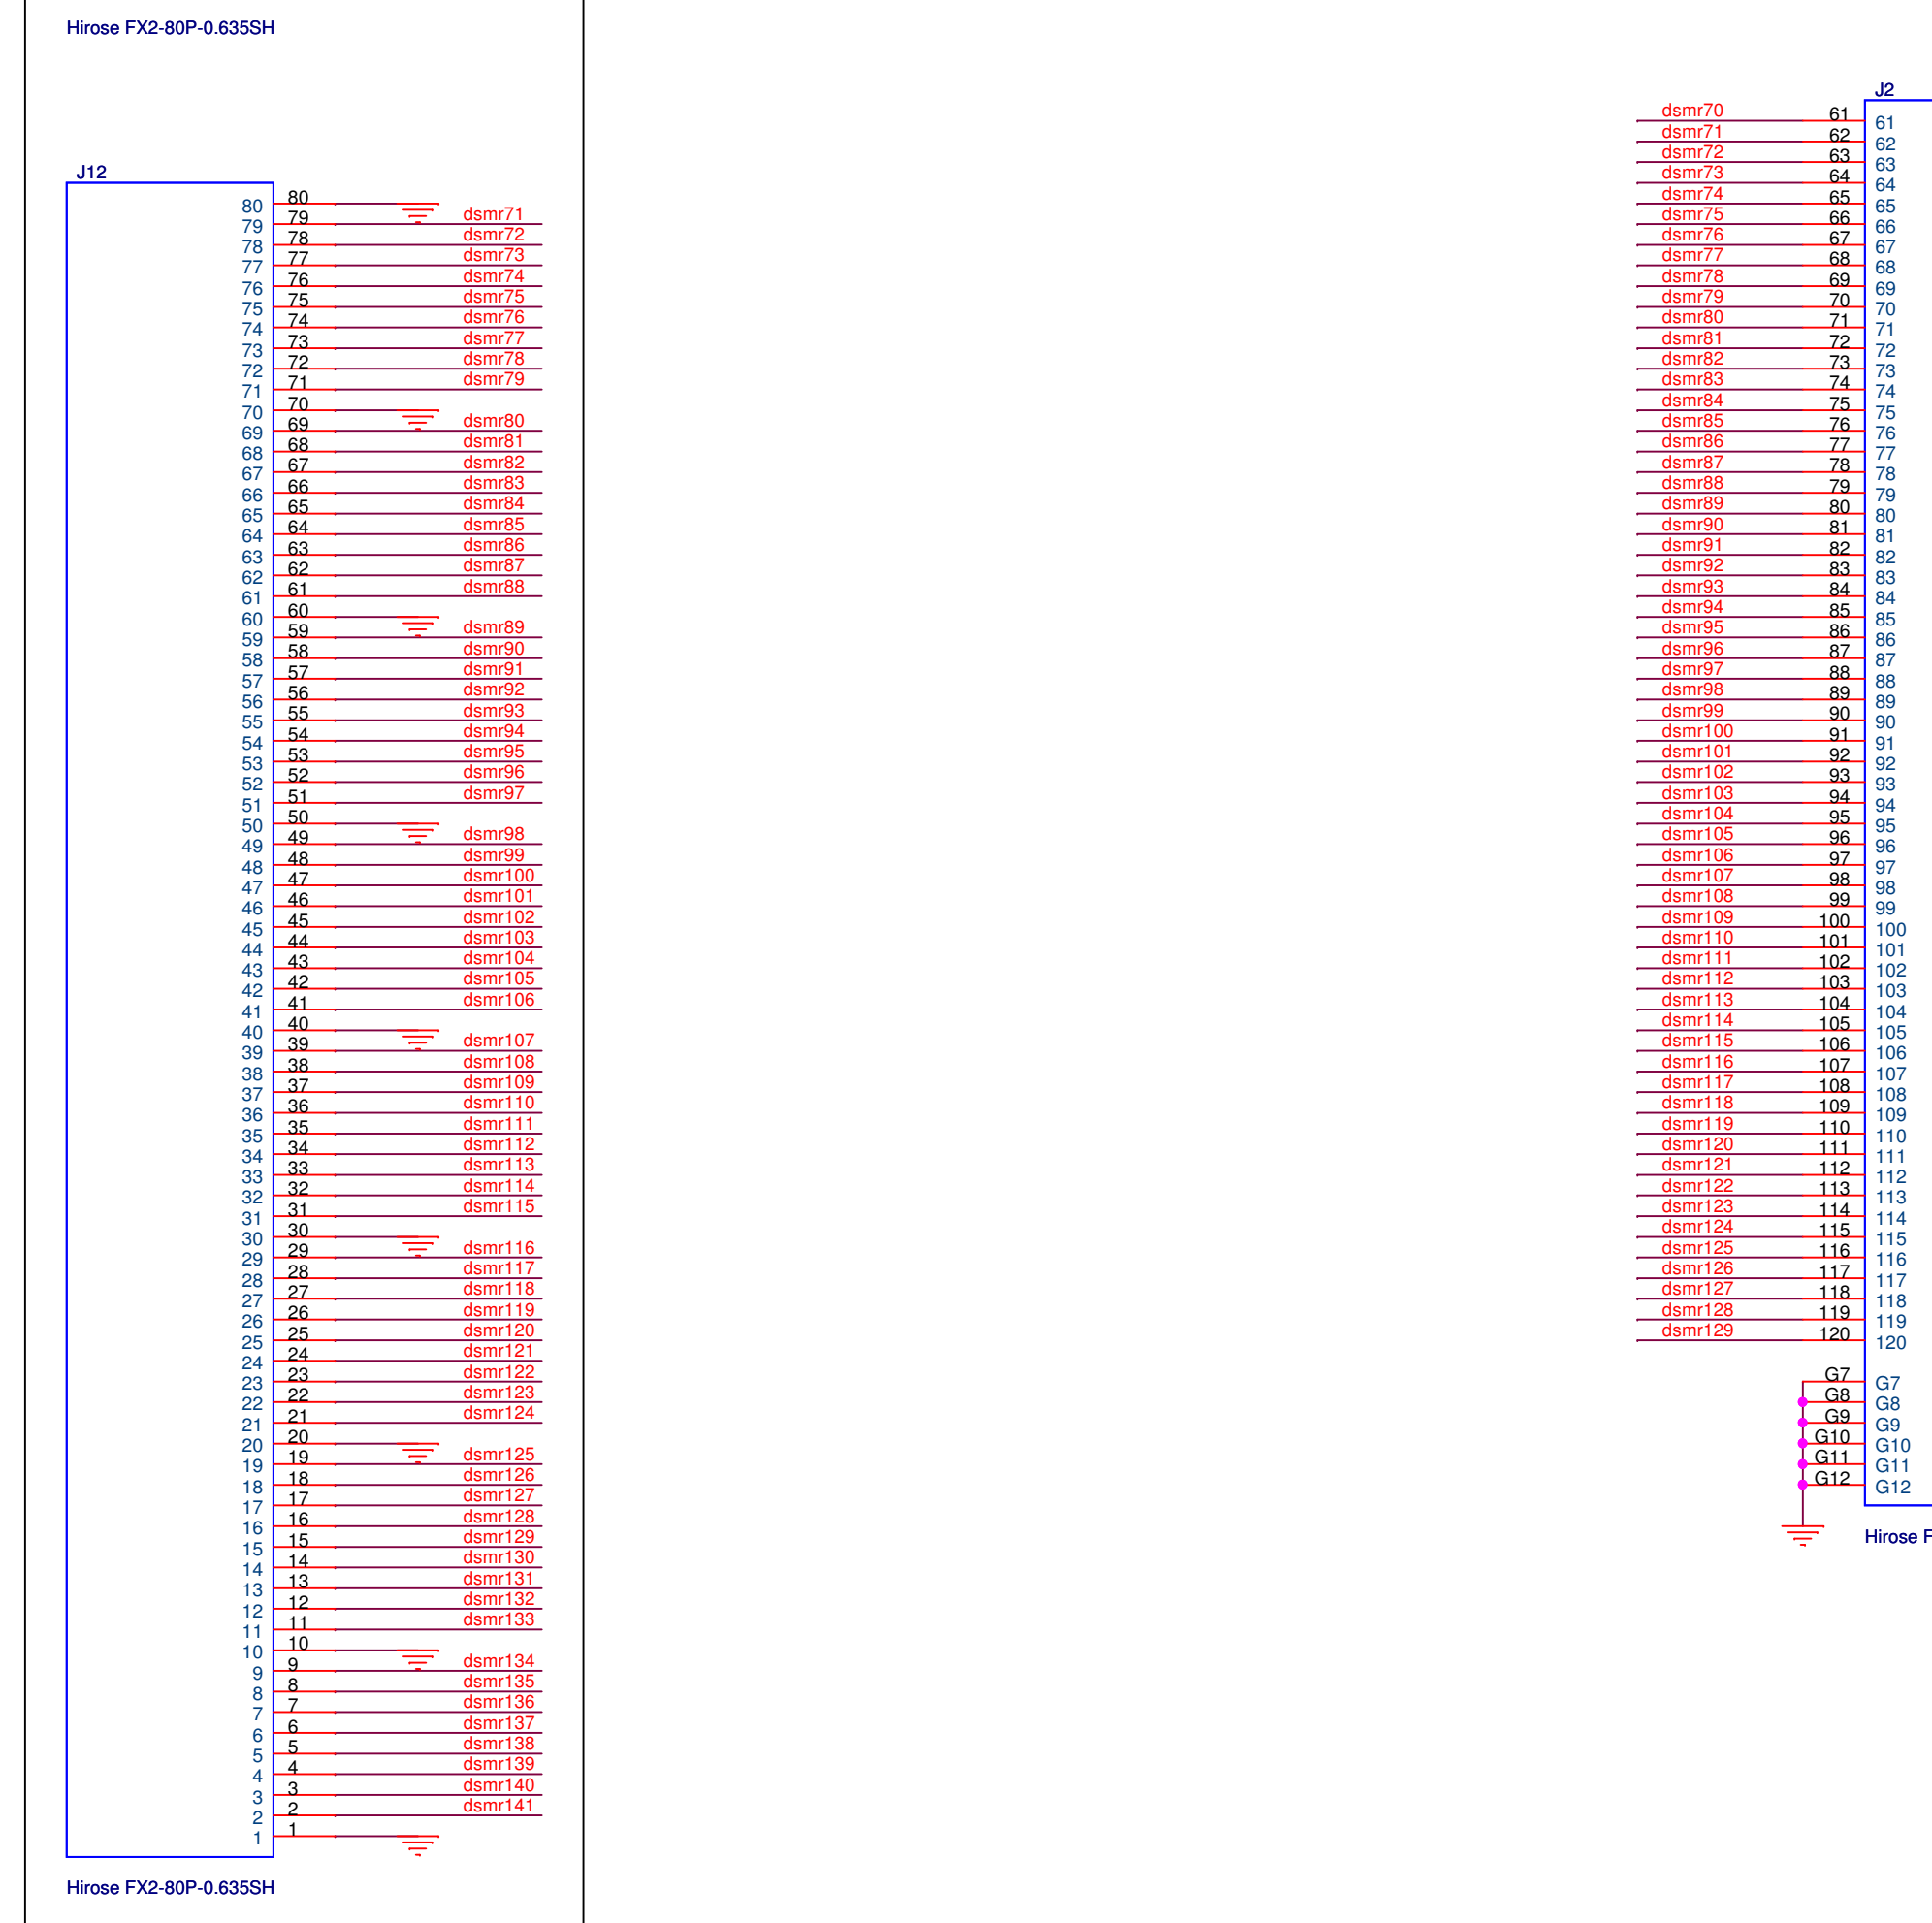 Hirose FX2-80P-0.635SH
J12
80 80
79 79 dsmr71
78 78 dsmr72
77 77 dsmr73
76 76 dsmr74
75 75 dsmr75
74 74 dsmr76
73 73 dsmr77
72 72 dsmr78
71 71 dsmr79
70 70
69 69 dsmr80
68 68 dsmr81
67 67 dsmr82
66 66 dsmr83
65 65 dsmr84
64 64 dsmr85
63 63 dsmr86
62 62 dsmr87
61 61 dsmr88
60 60
59 59 dsmr89
58 58 dsmr90
57 57 dsmr91
56 56 dsmr92
55 55 dsmr93
54 54 dsmr94
53 53 dsmr95
52 52 dsmr96
51 51 dsmr97
50 50
49 49 dsmr98
48 48 dsmr99
47 47 dsmr100
46 46 dsmr101
45 45 dsmr102
44 44 dsmr103
43 43 dsmr104
42 42 dsmr105
41 41 dsmr106
40 40
39 39 dsmr107
38 38 dsmr108
37 37 dsmr109
36 36 dsmr110
35 35 dsmr111
34 34 dsmr112
33 33 dsmr113
32 32 dsmr114
31 31 dsmr115
30 30
29 29 dsmr116
28 28 dsmr117
27 27 dsmr118
26 26 dsmr119
25 25 dsmr120
24 24 dsmr121
23 23 dsmr122
22 22 dsmr123
21 21 dsmr124
20 20
19 19 dsmr125
18 18 dsmr126
17 17 dsmr127
16 16 dsmr128
15 15 dsmr129
14 14 dsmr130
13 13 dsmr131
12 12 dsmr132
11 11 dsmr133
10 10
9 9 dsmr134
8 8 dsmr135
7 7 dsmr136
6 6 dsmr137
5 5 dsmr138
4 4 dsmr139
3 3 dsmr140
2 2 dsmr141
1 1
Hirose FX2-80P-0.635SH
J2
dsmr70 61 61
dsmr71 62 62
dsmr72 63 63
dsmr73 64 64
dsmr74 65 65
dsmr75 66 66
dsmr76 67 67
dsmr77 68 68
dsmr78 69 69
dsmr79 70 70
dsmr80 71 71
dsmr81 72 72
dsmr82 73 73
dsmr83 74 74
dsmr84 75 75
dsmr85 76 76
dsmr86 77 77
dsmr87 78 78
dsmr88 79 79
dsmr89 80 80
dsmr90 81 81
dsmr91 82 82
dsmr92 83 83
dsmr93 84 84
dsmr94 85 85
dsmr95 86 86
dsmr96 87 87
dsmr97 88 88
dsmr98 89 89
dsmr99 90 90
dsmr100 91 91
dsmr101 92 92
dsmr102 93 93
dsmr103 94 94
dsmr104 95 95
dsmr105 96 96
dsmr106 97 97
dsmr107 98 98
dsmr108 99 99
dsmr109 100 100
dsmr110 101 101
dsmr111 102 102
dsmr112 103 103
dsmr113 104 104
dsmr114 105 105
dsmr115 106 106
dsmr116 107 107
dsmr117 108 108
dsmr118 109 109
dsmr119 110 110
dsmr120 111 111
dsmr121 112 112
dsmr122 113 113
dsmr123 114 114
dsmr124 115 115
dsmr125 116 116
dsmr126 117 117
dsmr127 118 118
dsmr128 119 119
dsmr129 120 120
G7 G7
G8 G8
G9 G9
G10 G10
G11 G11
G12 G12
Hirose F